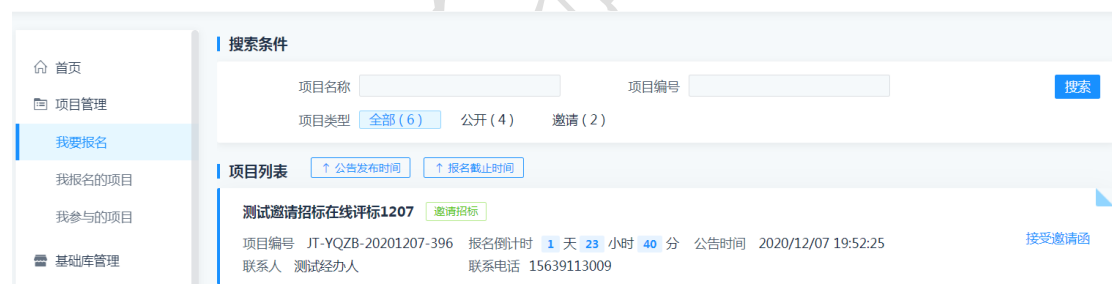 搜索条件
首页
项目名称
项目编号
搜索
项目管理
项目类型 全部(6) 公开(4) 邀请(2)
我要报名
项目列表 ↑ 公告发布时间 ↑ 报名截止时间
我报名的项目
测试邀请招标在线评标1207 邀请招标
我参与的项目
项目编号 JT-YQZB-20201207-396 报名倒计时 1 天 23 小时 40 分 公告时间 2020/12/07 19:52:25
接受邀请函
基础库管理
联系人 测试经办人 联系电话 15639113009